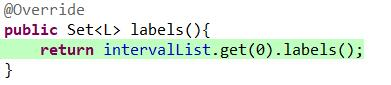 @Override
public Set<L> labels(){
    return intervalList.get(0).labels();
}